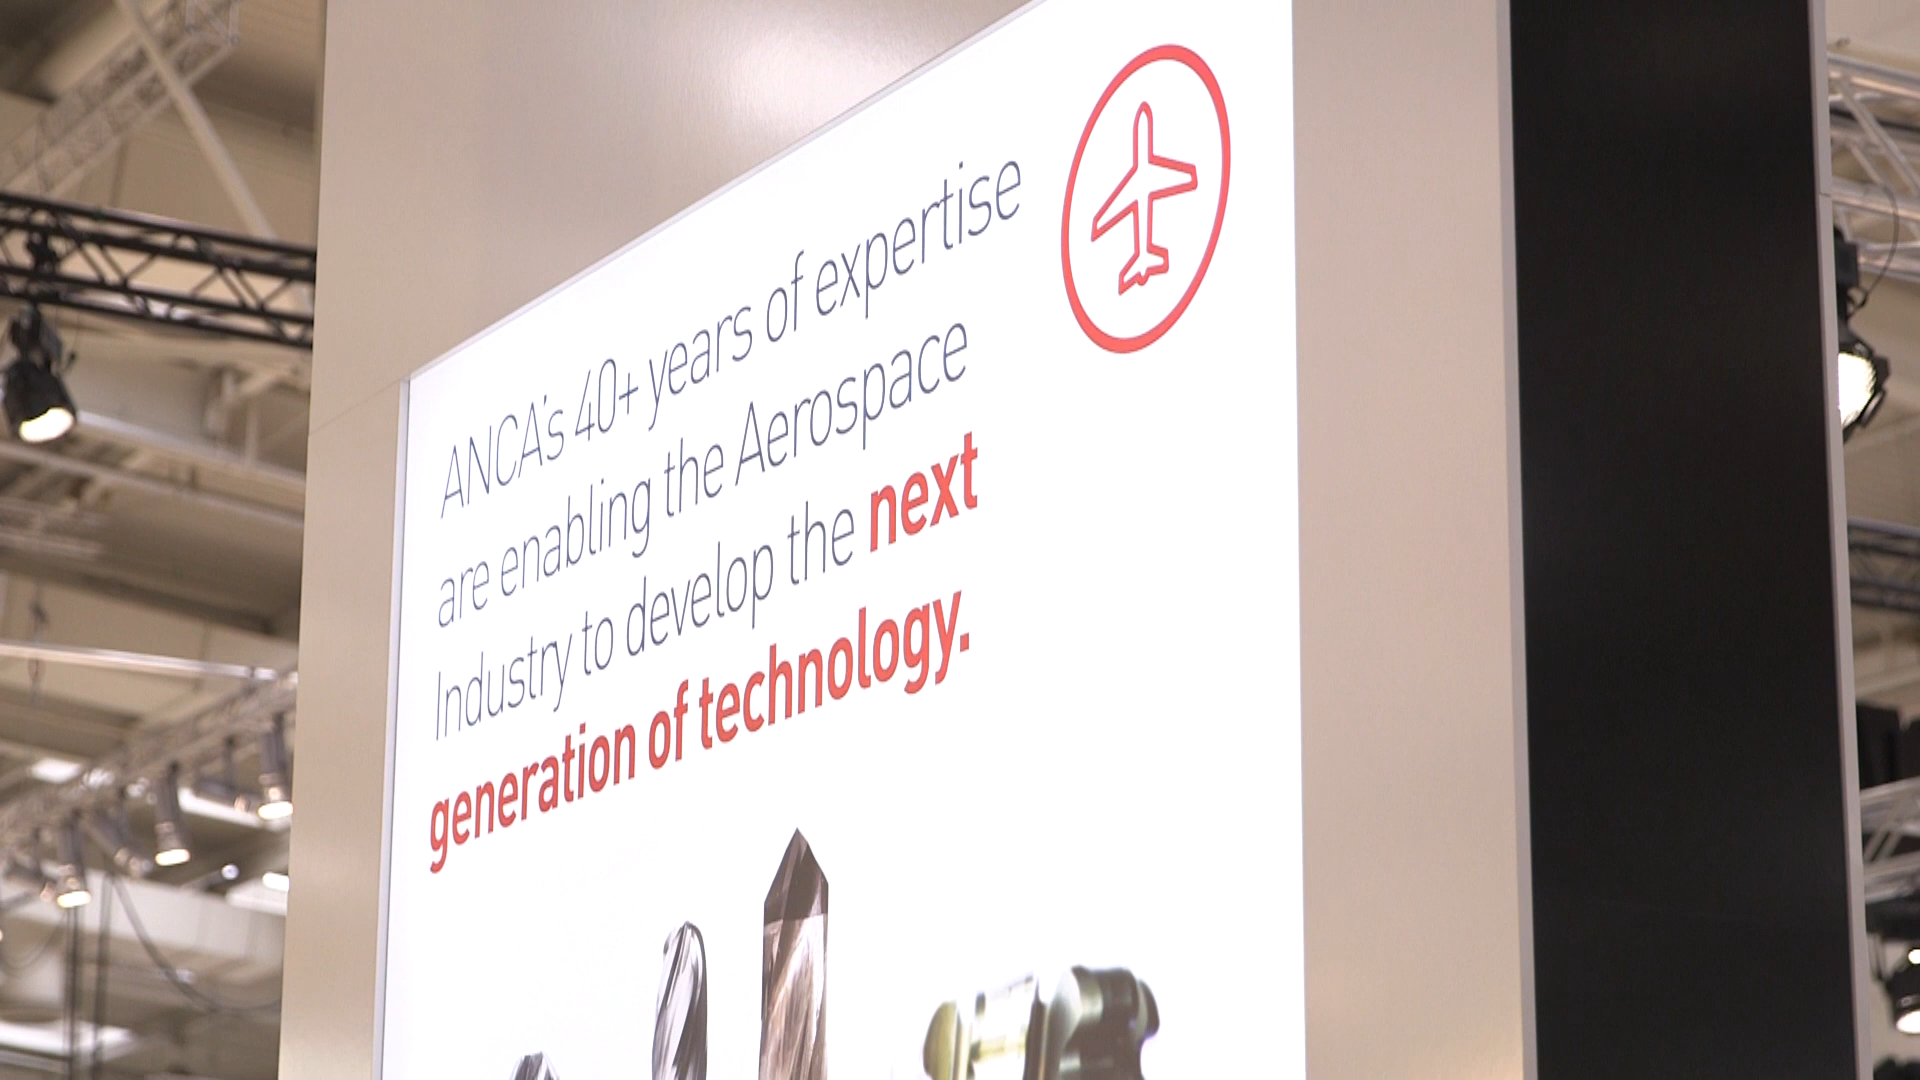 ANCA's 40+ years of expertise
are enabling the Aerospace
Industry to develop the next
generation of technology.